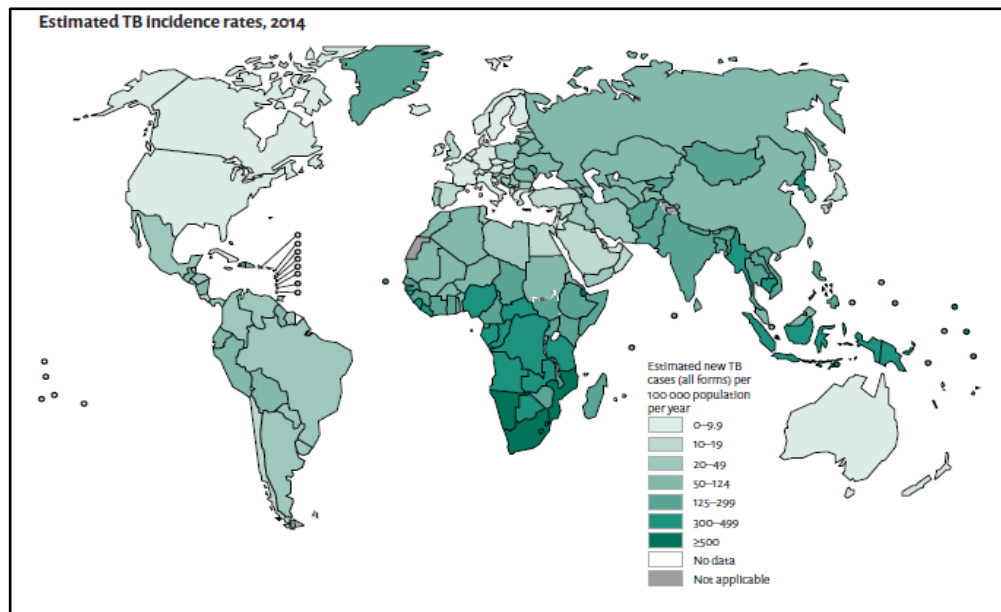 Estimated TB incidence rates, 2014
Estimated new TB
cases (all forms) per
100 000 population
per year
0–9.9
10–19
20–49
50–124
125–299
300–499
≥500
No data
Not applicable